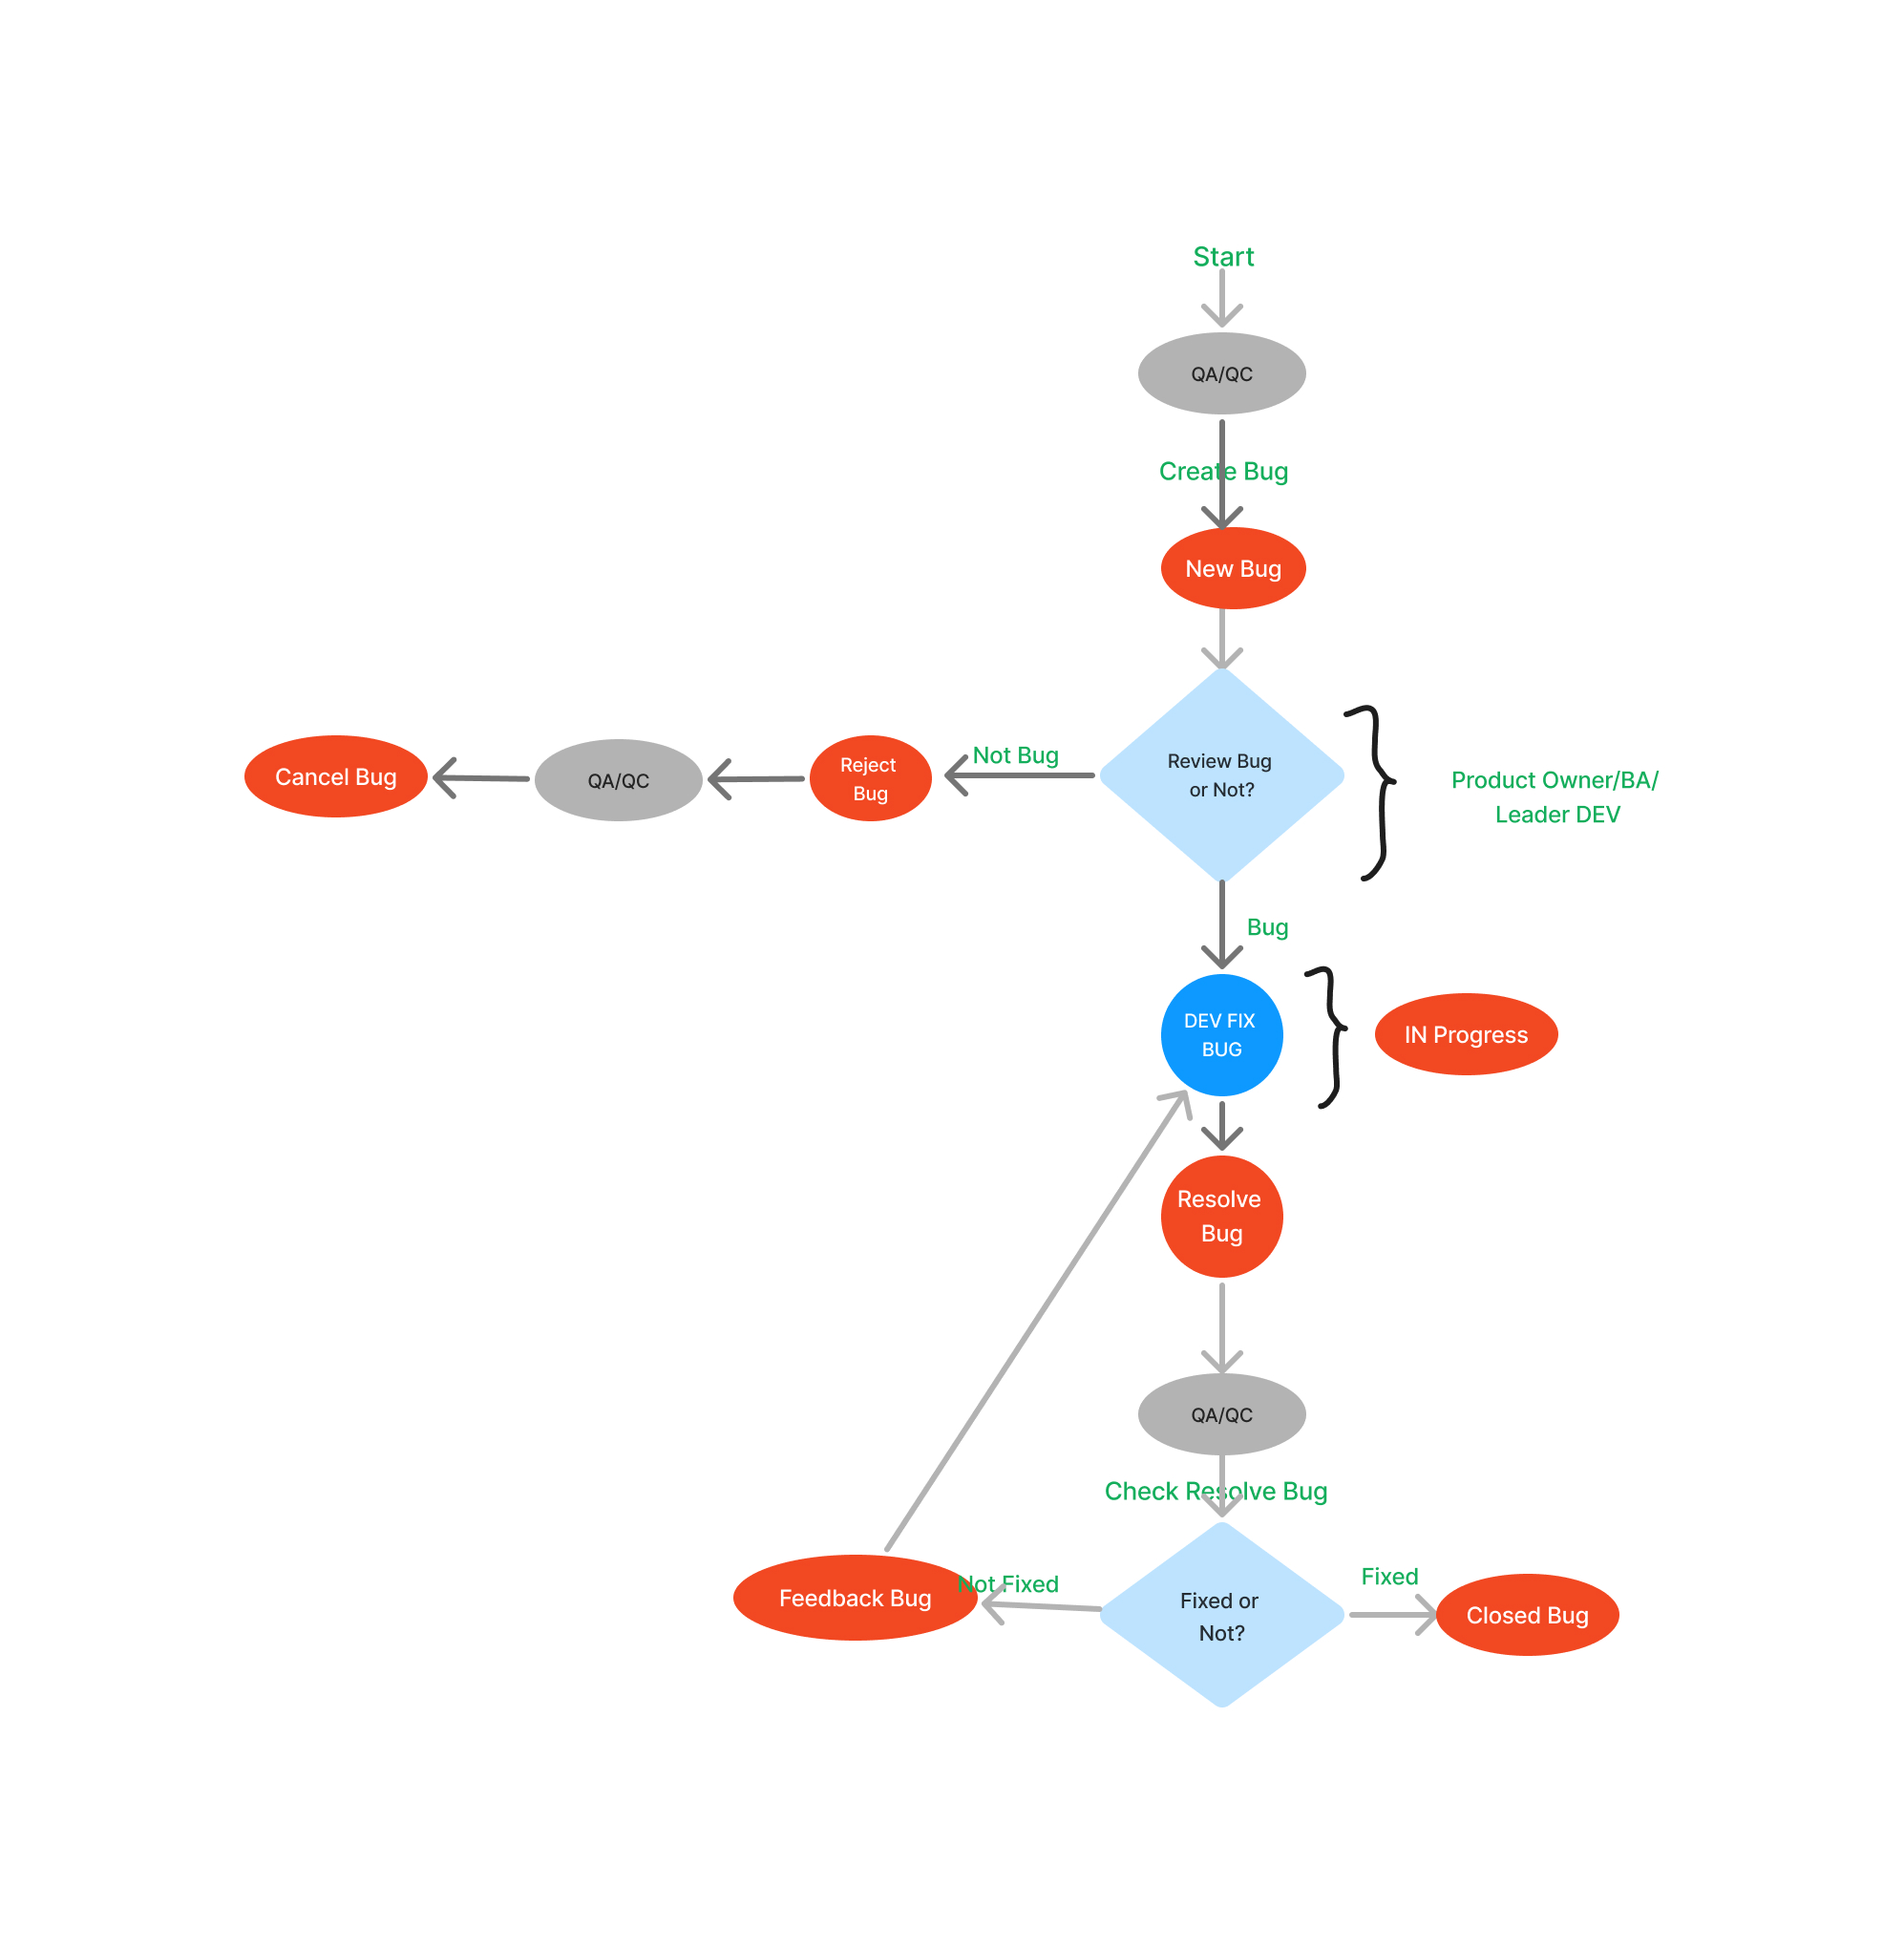 Start
QA/QC
Create Bug
New Bug
Review Bug
or Not?
Product Owner/BA/
Leader DEV
Not Bug
Reject
Bug
QA/QC
Cancel Bug
Bug
DEV FIX
BUG
IN Progress
Resolve
Bug
QA/QC
Check Resolve Bug
Fixed or
Not?
Not Fixed
Feedback Bug
Fixed
Closed Bug